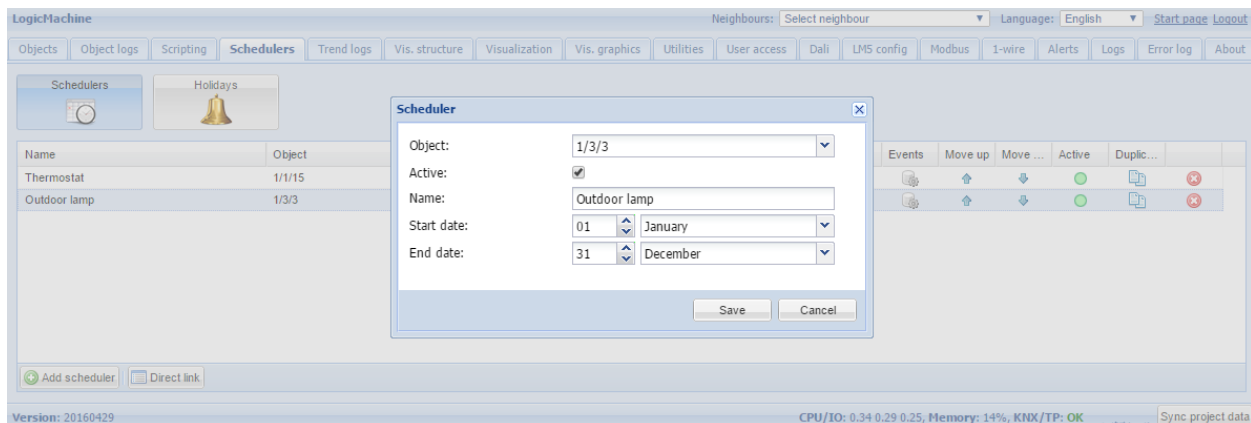 LogicMachine Neighbours: Select neighbour Language: English Start page Logout
Objects Object logs Scripting Schedulers Trend logs Vis. structure Visualization Vis. graphics Utilities User access Dali LM5 config Modbus 1-wire Alerts Logs Error log About
Schedulers Holidays
Scheduler
Object: 1/3/3
Active:
Name: Outdoor lamp
Start date: 01 January
End date: 31 December
Save Cancel
Name Object Events Move up Move ... Active Duplic...
Thermostat 1/1/15
Outdoor lamp 1/3/3
Add scheduler Direct link
Version: 20160429 CPU/IO: 0.34 0.29 0.25, Memory: 14%, KNX/TP: OK Sync project data